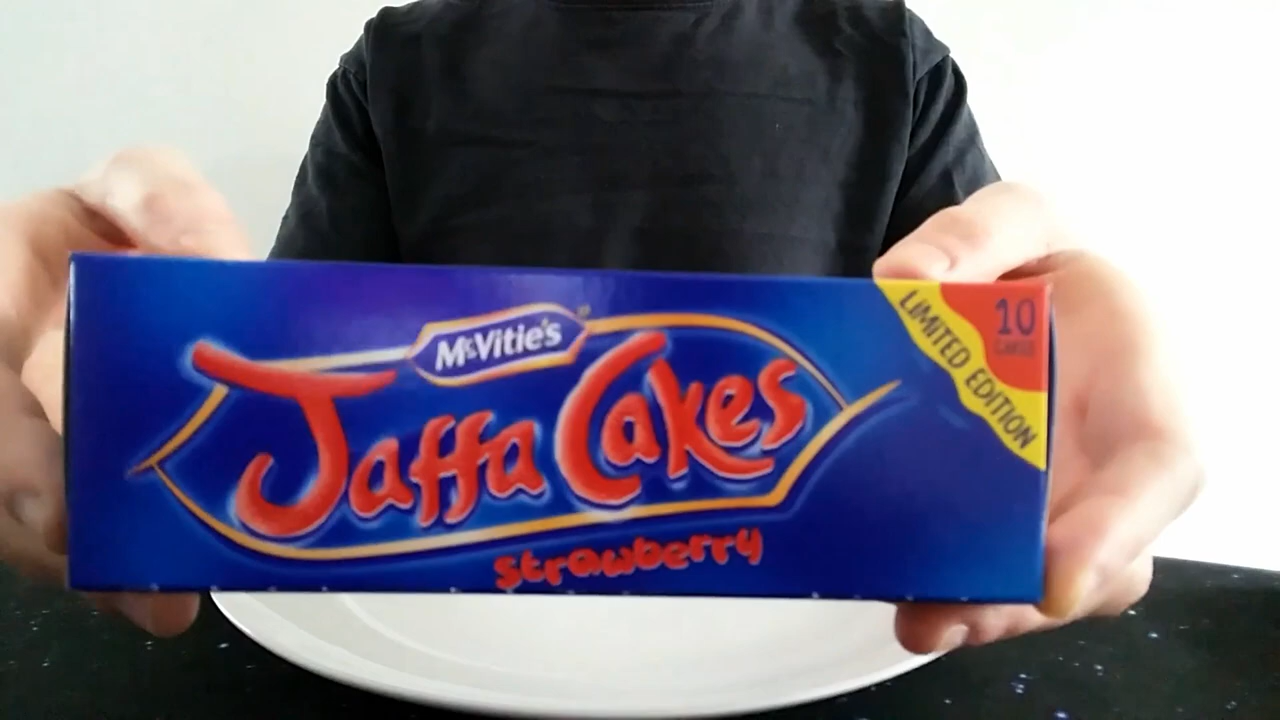 McVitie's
Jaffa Cakes
strawberry
LIMITED EDITION
10
CAKES